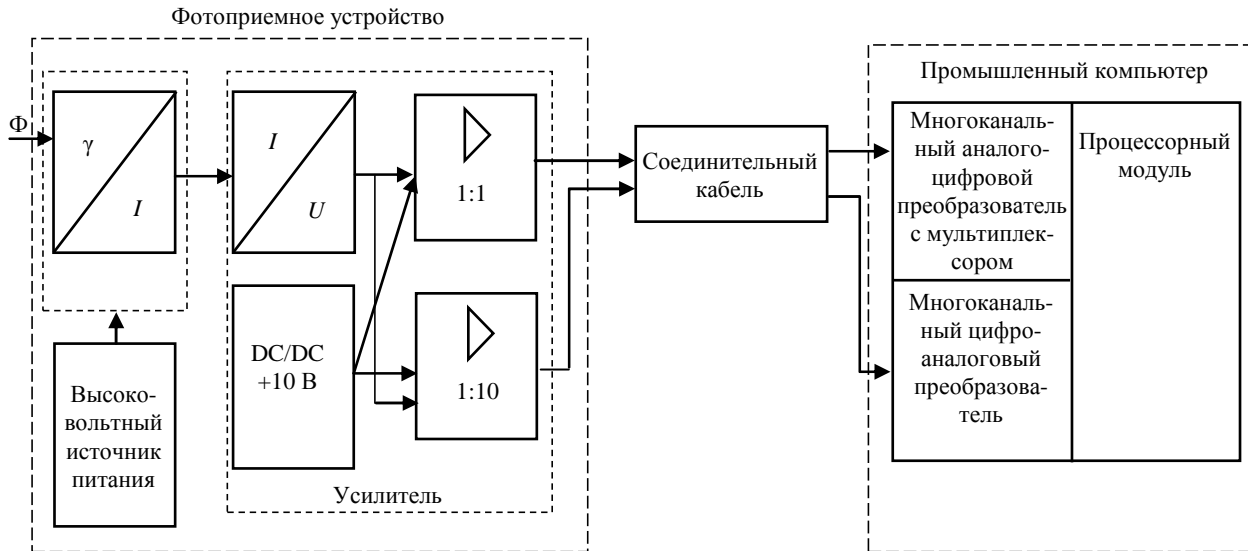 Фотоприемное устройство
Φ
γ
I
Высоко-
вольтный
источник
питания
I
U
DC/DC
+10 В
1:1
1:10
Усилитель
Соединительный
кабель
Промышленный компьютер
Многоканаль-
ный аналого-
цифровой
преобразователь
с мультиплек-
сором
Многоканаль-
ный цифро-
аналоговый
преобразова-
тель
Процессорный
модуль